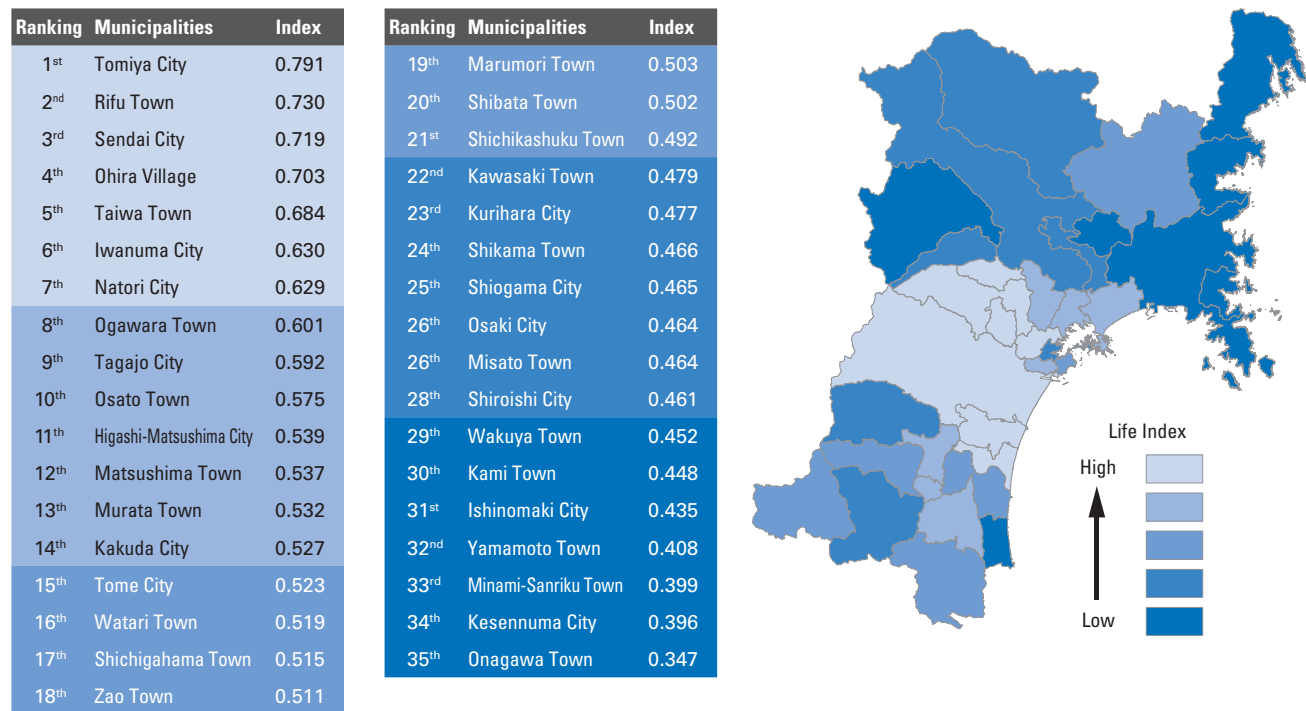 Ranking Municipalities Index
1st Tomiya City 0.791
2nd Rifu Town 0.730
3rd Sendai City 0.719
4th Ohira Village 0.703
5th Taiwa Town 0.684
6th Iwanuma City 0.630
7th Natori City 0.629
8th Ogawara Town 0.601
9th Tagajo City 0.592
10th Osato Town 0.575
11th Higashi-Matsushima City 0.539
12th Matsushima Town 0.537
13th Murata Town 0.532
14th Kakuda City 0.527
15th Tome City 0.523
16th Watari Town 0.519
17th Shichigahama Town 0.515
18th Zao Town 0.511
Ranking Municipalities Index
19th Marumori Town 0.503
20th Shibata Town 0.502
21st Shichikashuku Town 0.492
22nd Kawasaki Town 0.479
23rd Kurihara City 0.477
24th Shikama Town 0.466
25th Shiogama City 0.465
26th Osaki City 0.464
26th Misato Town 0.464
28th Shiroishi City 0.461
29th Wakuya Town 0.452
30th Kami Town 0.448
31st Ishinomaki City 0.435
32nd Yamamoto Town 0.408
33rd Minami-Sanriku Town 0.399
34th Kesennuma City 0.396
35th Onagawa Town 0.347
Life Index
High
Low